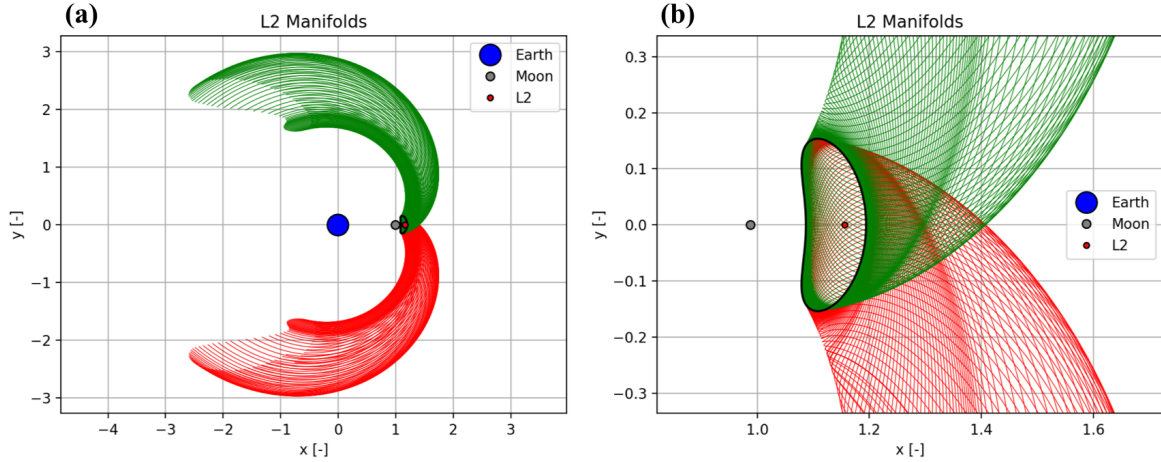 (a)
L2 Manifolds
3
2
1
0
−1
−2
−3
y [-]
−4
−3
−2
−1
0
1
2
3
x [-]
Earth
Moon
L2
(b)
L2 Manifolds
0.3
0.2
0.1
0.0
−0.1
−0.2
−0.3
y [-]
1.0
1.2
1.4
1.6
x [-]
Earth
Moon
L2